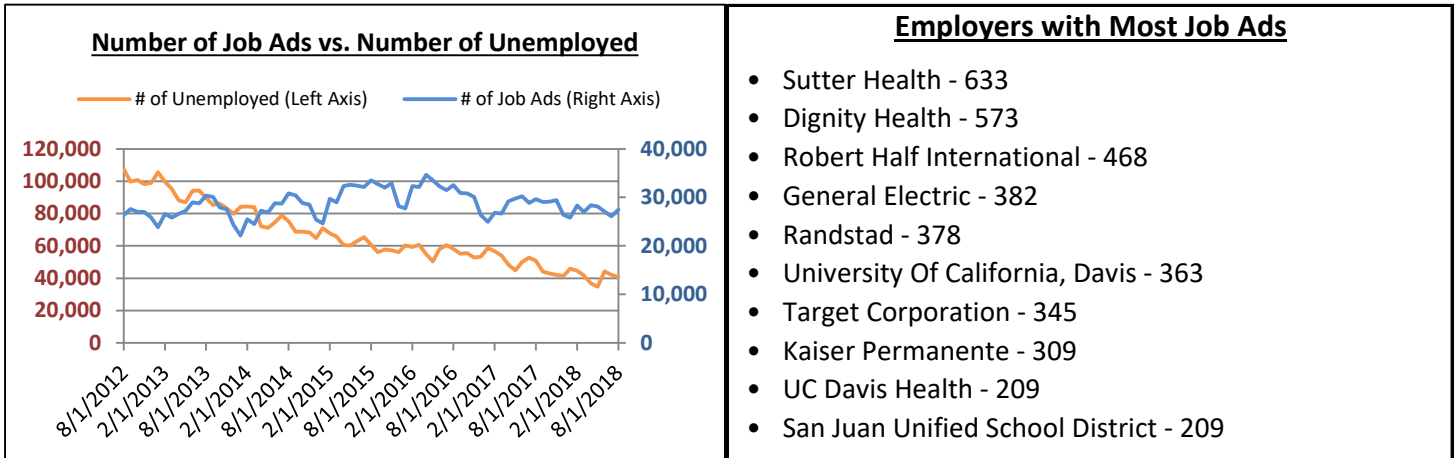 Number of Job Ads vs. Number of Unemployed
# of Unemployed (Left Axis) # of Job Ads (Right Axis)
120,000
100,000
80,000
60,000
40,000
20,000
0
40,000
30,000
20,000
10,000
0
8/1/2012
2/1/2013
8/1/2013
2/1/2014
8/1/2014
2/1/2015
8/1/2015
2/1/2016
8/1/2016
2/1/2017
8/1/2017
2/1/2018
8/1/2018
Employers with Most Job Ads
• Sutter Health - 633
• Dignity Health - 573
• Robert Half International - 468
• General Electric - 382
• Randstad - 378
• University Of California, Davis - 363
• Target Corporation - 345
• Kaiser Permanente - 309
• UC Davis Health - 209
• San Juan Unified School District - 209